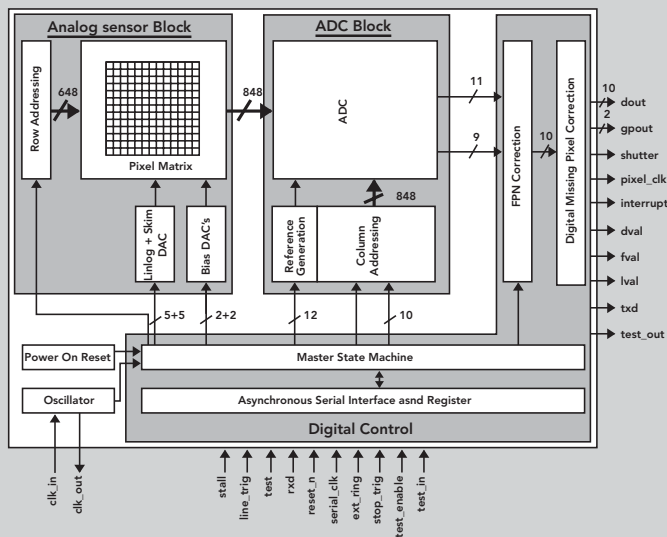 Analog sensor Block
ADC Block
Row Addressing
648
Pixel Matrix
848
ADC
11
9
FPN Correction
10
Digital Missing Pixel Correction
10
dout
2
gpout
shutter
pixel_clk
interrupt
dval
fval
lval
txd
test_out
Linlog + Skim
DAC
Bias DAC's
Reference
Generation
Column
Addressing
848
5+5
2+2
12
10
Power On Reset
Master State Machine
Oscillator
Asynchronous Serial Interface asnd Register
Digital Control
clk_in
clk_out
stall
line_trig
test
rxd
reset_n
serial_clk
ext_ring
stop_trig
test_enable
test_in